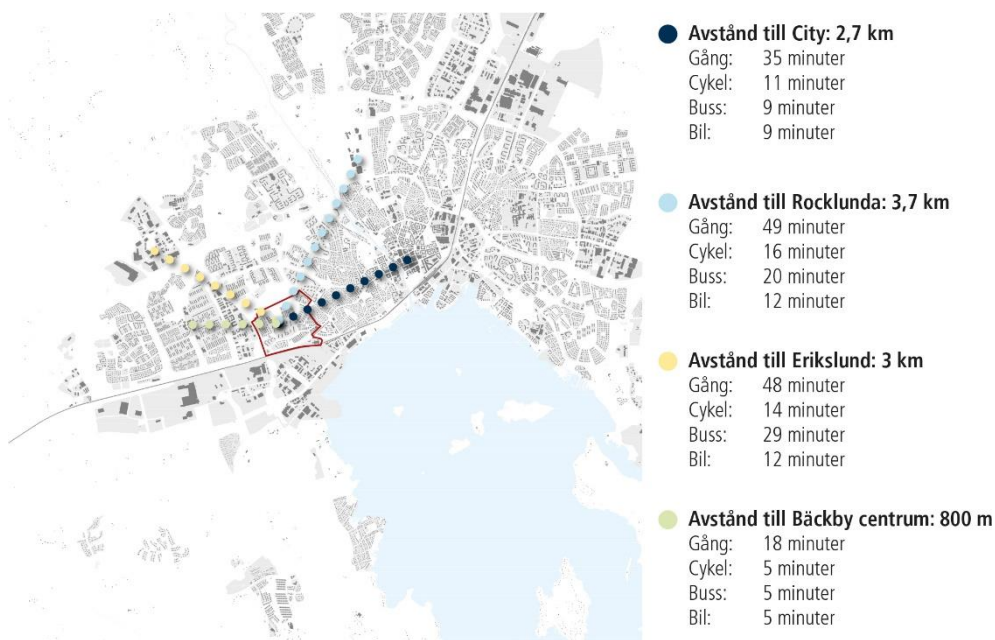 Avstånd till City: 2,7 km
Gång: 35 minuter
Cykel: 11 minuter
Buss: 9 minuter
Bil: 9 minuter
Avstånd till Rocklunda: 3,7 km
Gång: 49 minuter
Cykel: 16 minuter
Buss: 20 minuter
Bil: 12 minuter
Avstånd till Erikslund: 3 km
Gång: 48 minuter
Cykel: 14 minuter
Buss: 29 minuter
Bil: 12 minuter
Avstånd till Bäckby centrum: 800 m
Gång: 18 minuter
Cykel: 5 minuter
Buss: 5 minuter
Bil: 5 minuter